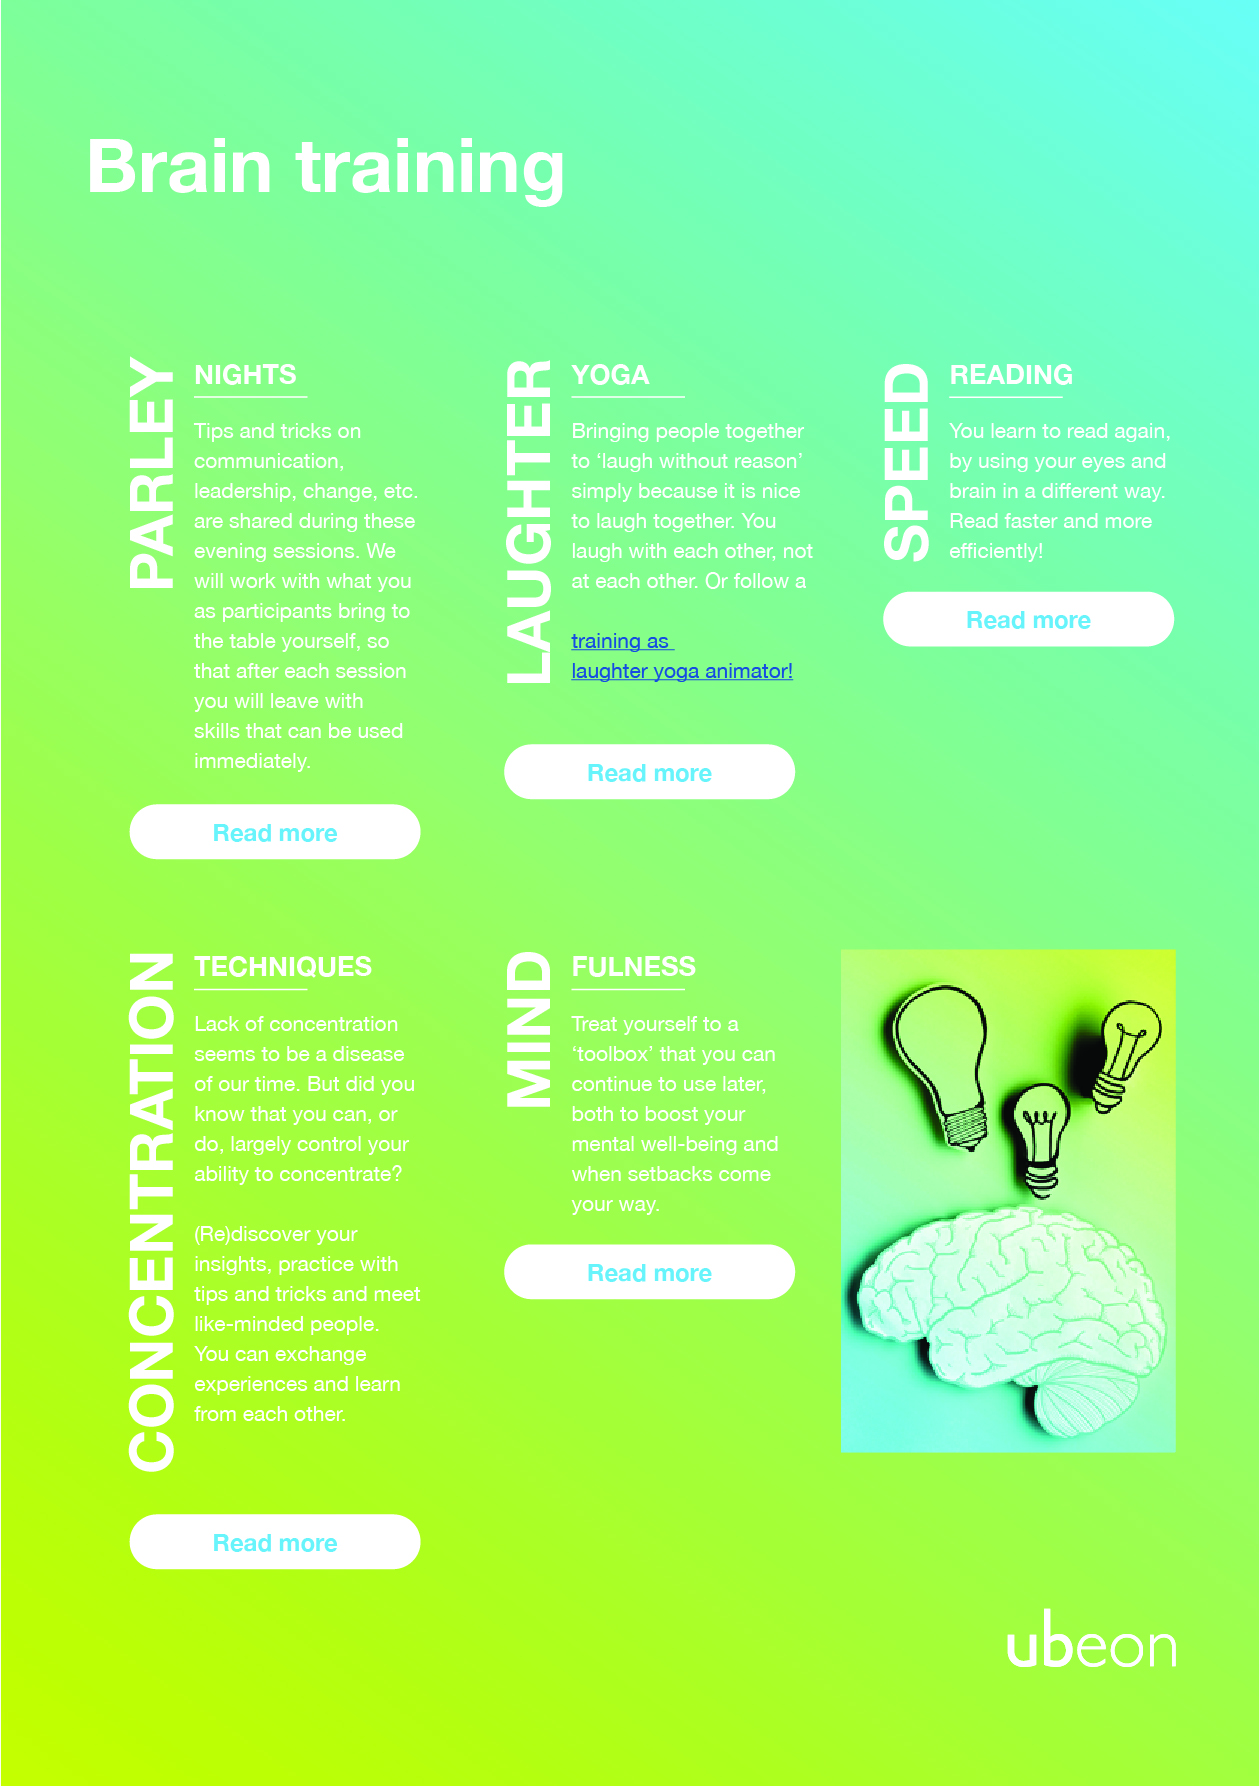 Brain training
PARLEY
NIGHTS
Tips and tricks on
communication,
leadership, change, etc.
are shared during these
evening sessions. We
will work with what you
as participants bring to
the table yourself, so
that after each session
you will leave with
skills that can be used
immediately.
Read more
LAUGHTER
YOGA
Bringing people together
to ‘laugh without reason’
simply because it is nice
to laugh together. You
laugh with each other, not
at each other. Or follow a
training as
laughter yoga animator!
Read more
SPEED
READING
You learn to read again,
by using your eyes and
brain in a different way.
Read faster and more
efficiently!
Read more
CONCENTRATION
TECHNIQUES
Lack of concentration
seems to be a disease
of our time. But did you
know that you can, or
do, largely control your
ability to concentrate?
(Re)discover your
insights, practice with
tips and tricks and meet
like-minded people.
You can exchange
experiences and learn
from each other.
Read more
MIND
FULNESS
Treat yourself to a
‘toolbox’ that you can
continue to use later,
both to boost your
mental well-being and
when setbacks come
your way.
Read more
ubeon